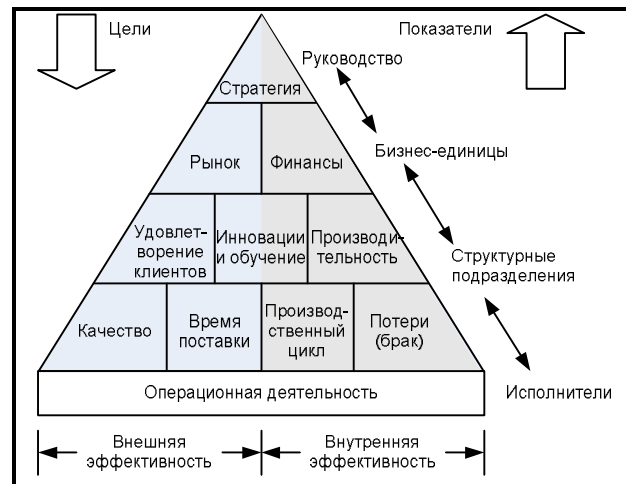 Цели
Показатели
Руководство
Стратегия
Бизнес-единицы
Рынок
Финансы
Удовлет-
ворение
клиентов
Инновации
и обучение
Производи-
тельность
Структурные
подразделения
Качество
Время
поставки
Производ-
ственный
цикл
Потери
(брак)
Операционная деятельность
Исполнители
Внешняя
эффективность
Внутренняя
эффективность